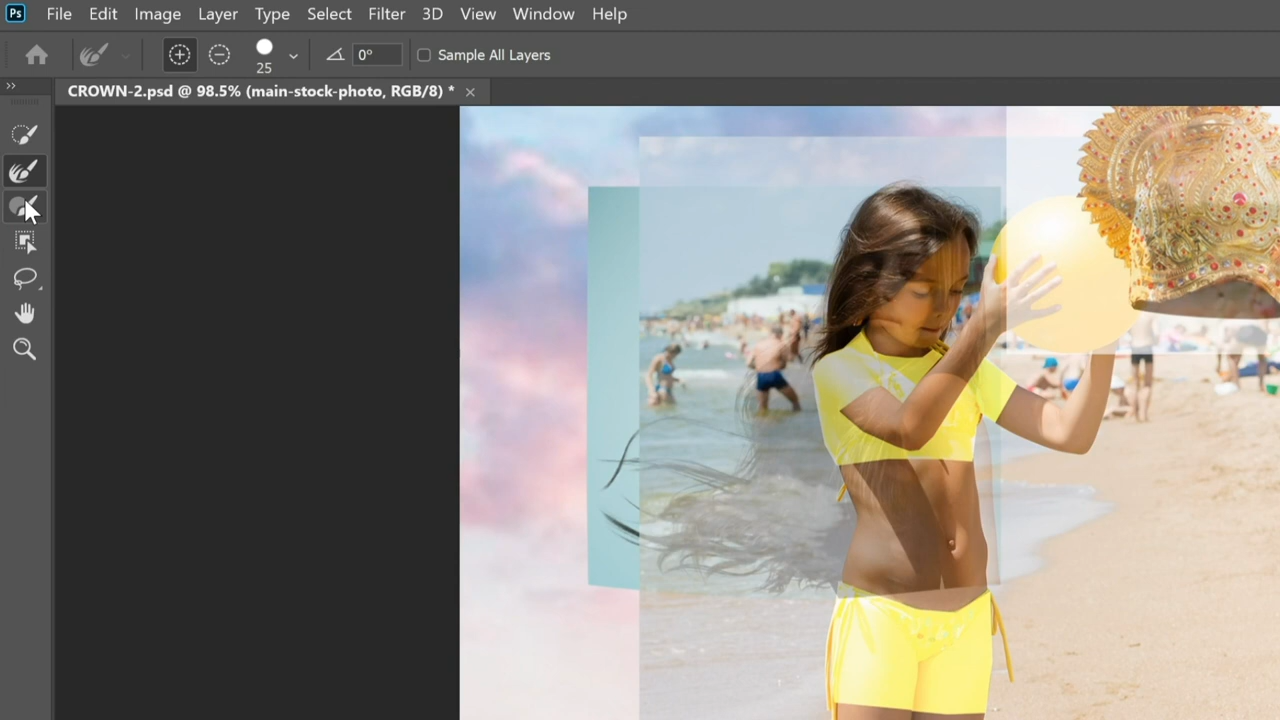 Ps File Edit Image Layer Type Select Filter 3D View Window Help
25 0° Sample All Layers
CROWN-2.psd @ 98.5% (main-stock-photo, RGB/8) * ×